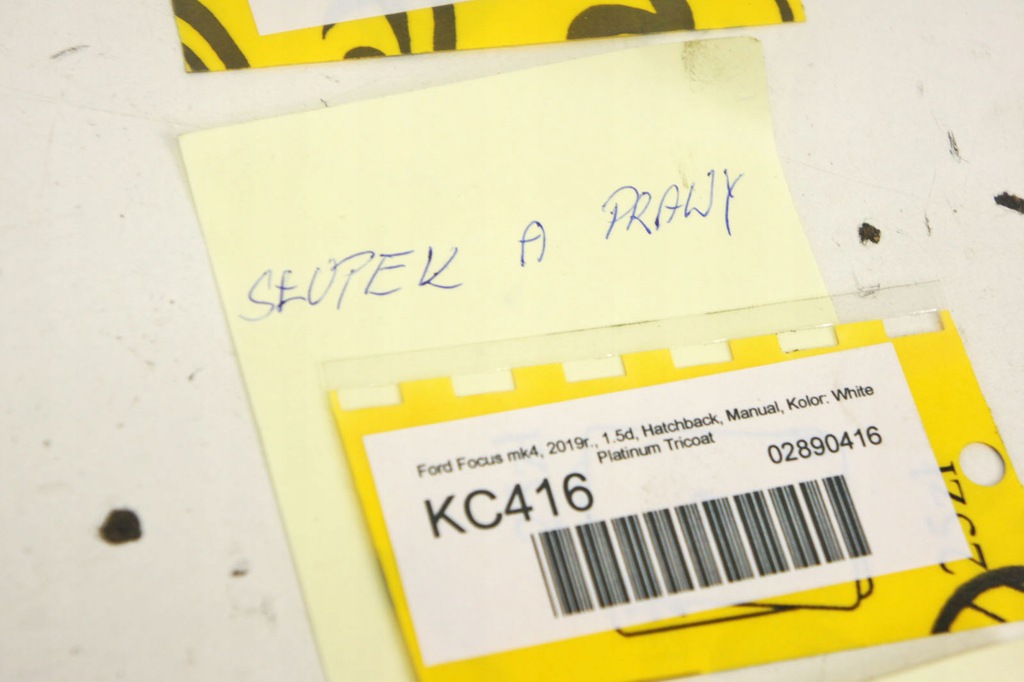 SŁUPEK A PRAWY
Ford Focus mk4, 2019r., 1.5d, Hatchback, Manual, Kolor: White
Platinum Tricoat
02890416
KC416